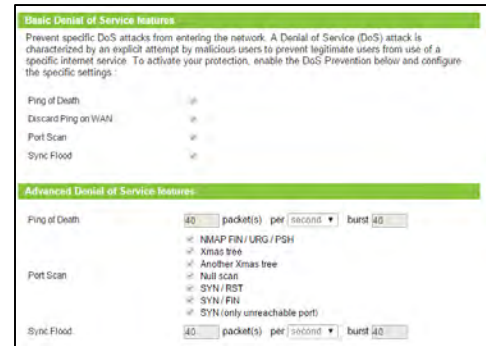 Basic Denial of Service features
Prevent specific DoS attacks from entering the network. A Denial of Service (DoS) attack is
characterized by an explicit attempt by malicious users to prevent legitimate users from use of a
specific internet service. To activate your protection, enable the DoS Prevention below and configure
the specific settings :
Ping of Death
Discard Ping on WAN
Port Scan
Sync Flood
Advanced Denial of Service features
Ping of Death 40 packet(s) per second burst 40
NMAP FIN / URG / PSH
Xmas tree
Another Xmas tree
Port Scan Null scan
SYN / RST
SYN / FIN
SYN (only unreachable port)
Sync Flood 40 packet(s) per second burst 40